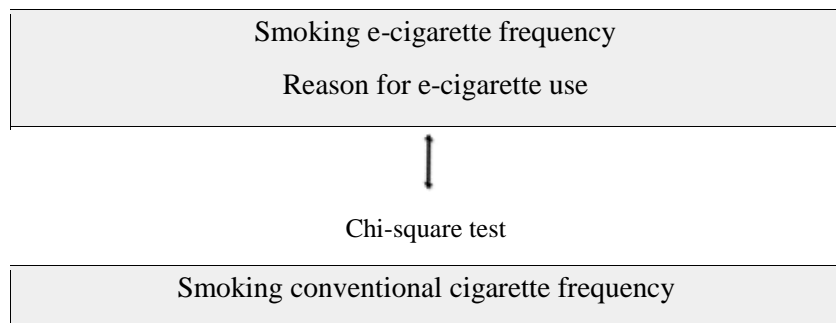 Smoking e-cigarette frequency
Reason for e-cigarette use
Chi-square test
Smoking conventional cigarette frequency